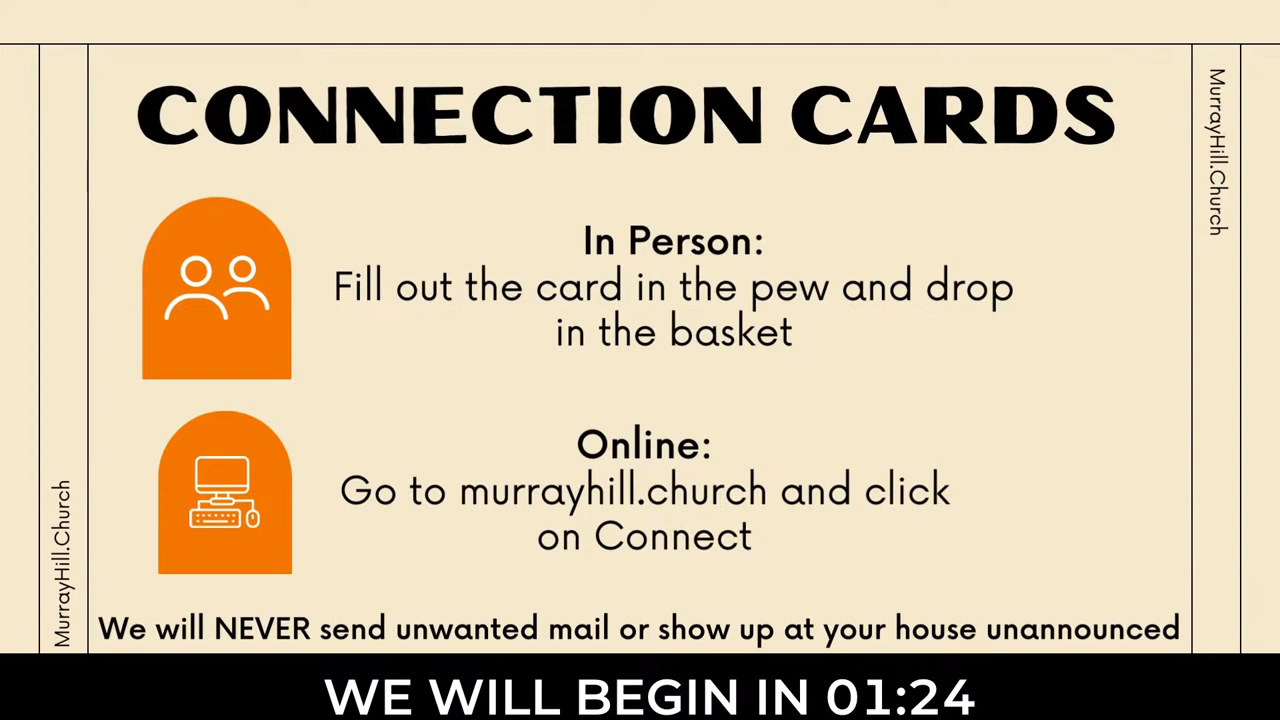 CONNECTION CARDS
MurrayHill.Church
In Person:
Fill out the card in the pew and drop
in the basket
Online:
Go to murrayhill.church and click
on Connect
MurrayHill.Church
We will NEVER send unwanted mail or show up at your house unannounced
WE WILL BEGIN IN 01:24